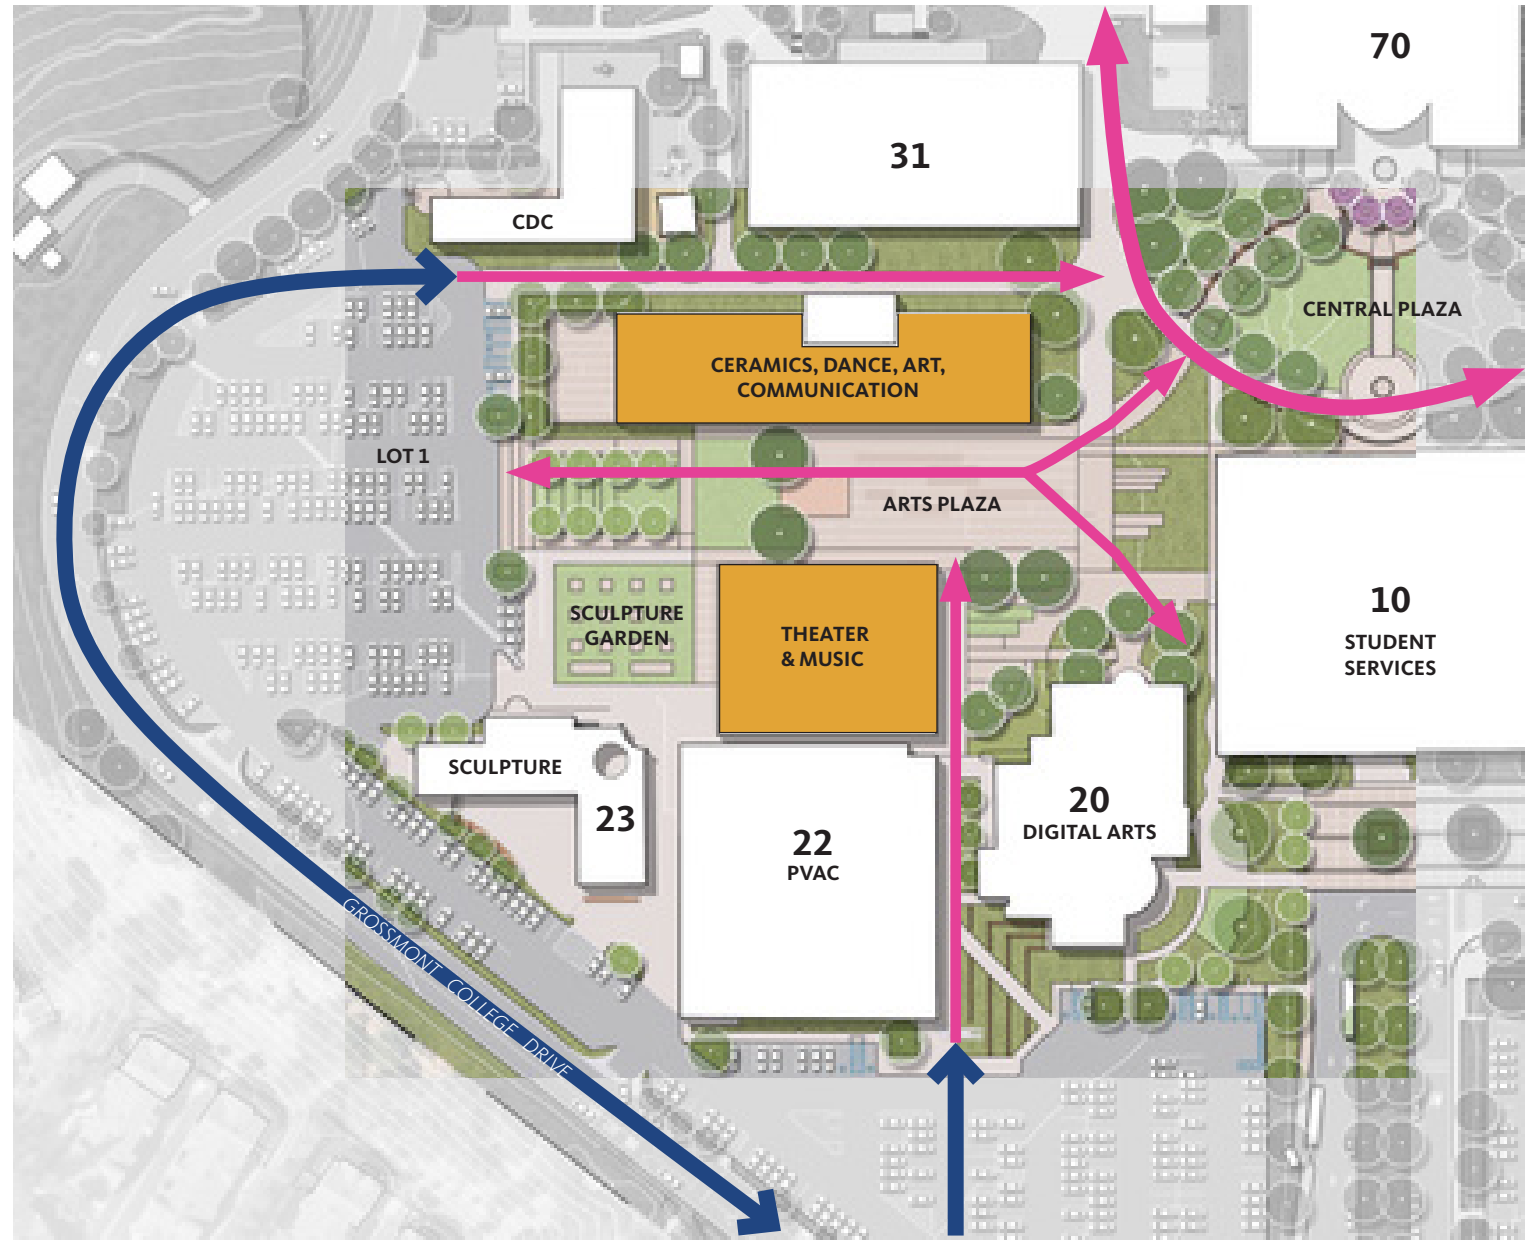 70
31
CDC
CENTRAL PLAZA
CERAMICS, DANCE, ART,
COMMUNICATION
LOT 1
ARTS PLAZA
SCULPTURE
GARDEN
THEATER
& MUSIC
10
STUDENT
SERVICES
SCULPTURE
23
22
PVAC
20
DIGITAL ARTS
GROSSMONT COLLEGE DRIVE